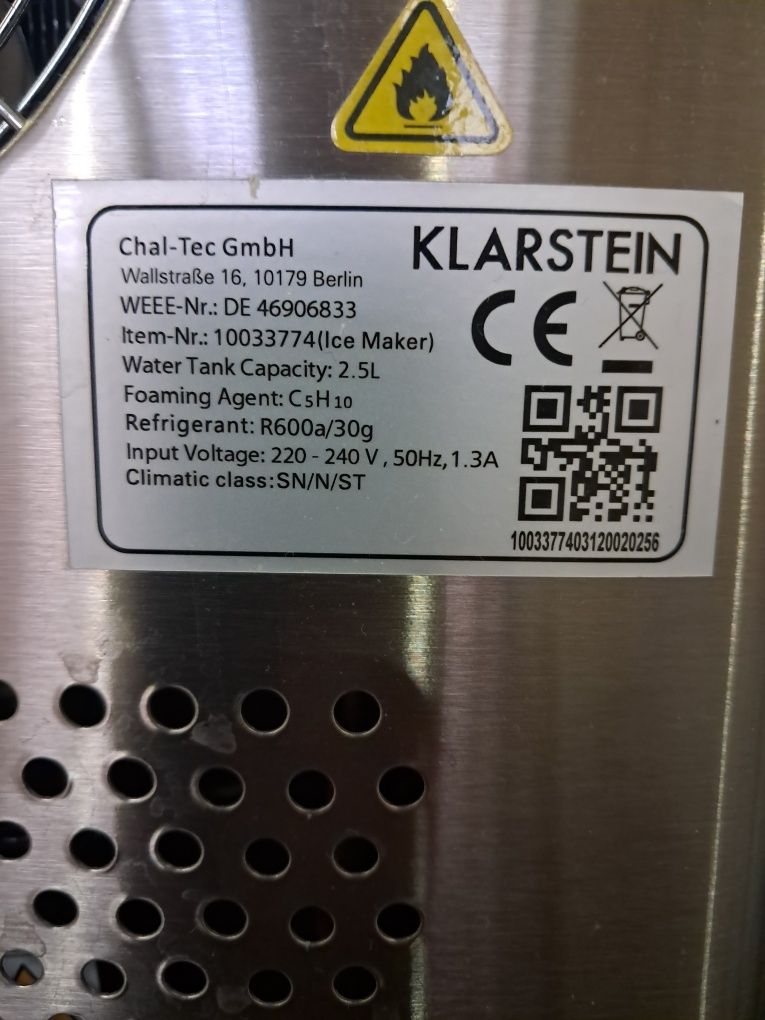 Chal-Tec GmbH
Wallstraße 16, 10179 Berlin
WEEE-Nr.: DE 46906833
Item-Nr.: 10033774(Ice Maker)
Water Tank Capacity: 2.5L
Foaming Agent: C₅H₁₀
Refrigerant: R600a/30g
Input Voltage: 220 - 240 V , 50Hz, 1.3A
Climatic class:SN/N/ST
KLARSTEIN
CE
1003377403120020256